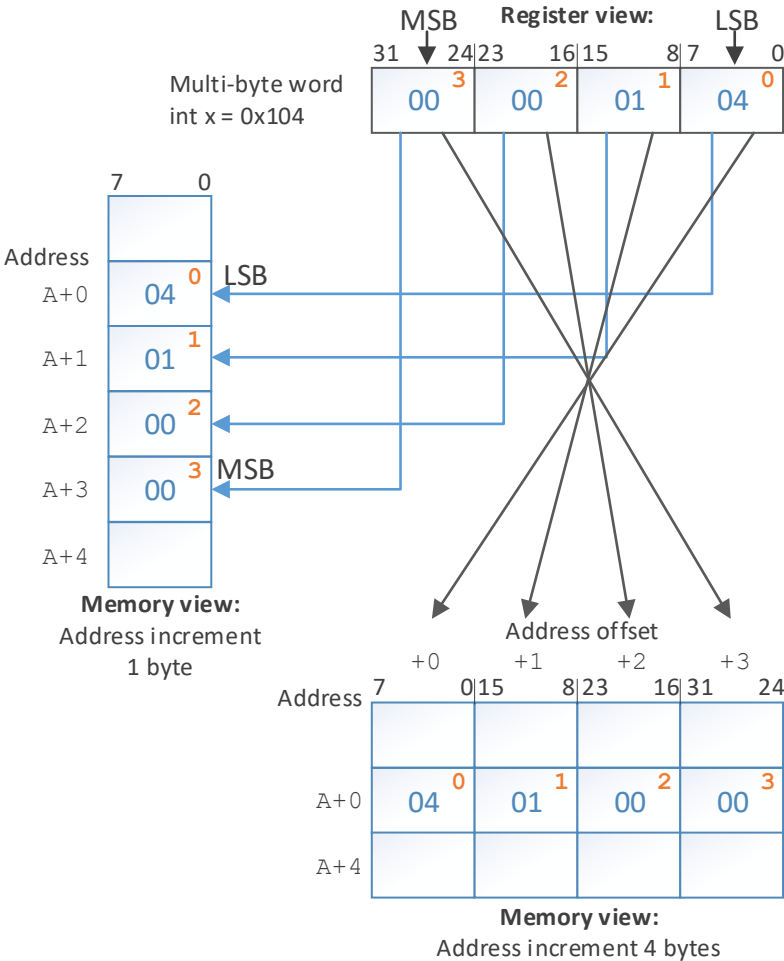 MSB Register view: LSB
31 24|23 16|15 8|7 0
Multi-byte word
int x = 0x104
00 3 00 2 01 1 04 0
7 0
Address
A+0 04 0 LSB
A+1 01 1
A+2 00 2
A+3 00 3 MSB
A+4
Memory view:
Address increment
1 byte
Address offset
+0 +1 +2 +3
Address 7 0|15 8|23 16|31 24
A+0 04 0 01 1 00 2 00 3
A+4
Memory view:
Address increment 4 bytes